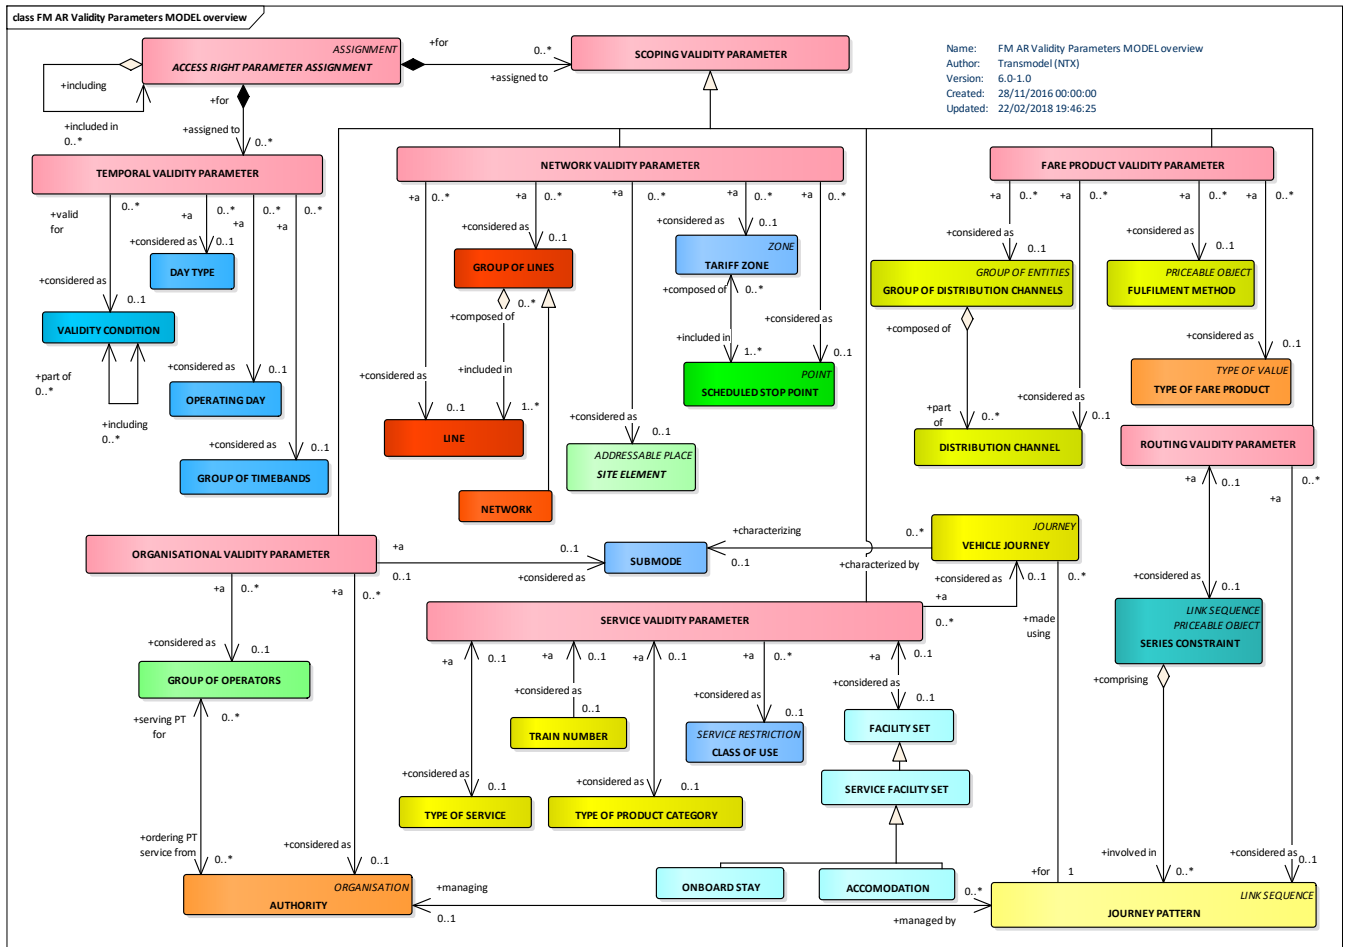 class FM AR Validity Parameters MODEL overview
ASSIGNMENT
ACCESS RIGHT PARAMETER ASSIGNMENT
+for
0..*
+assigned to
SCOPING VALIDITY PARAMETER
Name: FM AR Validity Parameters MODEL overview
Author: Transmodel (NTX)
Version: 6.0-1.0
Created: 28/11/2016 00:00:00
Updated: 22/02/2018 19:46:25
+including
+included in
0..*
+for
+assigned to
0..*
TEMPORAL VALIDITY PARAMETER
NETWORK VALIDITY PARAMETER
FARE PRODUCT VALIDITY PARAMETER
+valid
for
0..*
+a
0..*
+a
0..*
+a
0..*
+considered as
0..1
DAY TYPE
+considered as
0..1
VALIDITY CONDITION
+part of
0..*
+including
0..*
+considered as
0..1
OPERATING DAY
+considered as
0..1
GROUP OF TIMEBANDS
+a
0..*
+a
0..*
+a
0..*
+a
0..*
+a
0..*
+considered as
0..1
GROUP OF LINES
+composed of
0..*
+included in
1..*
+considered as
0..1
LINE
NETWORK
+considered as
0..1
ZONE
TARIFF ZONE
+composed of
0..*
+included in
1..*
+considered as
0..1
POINT
SCHEDULED STOP POINT
+considered as
0..1
ADDRESSABLE PLACE
SITE ELEMENT
+a
0..*
+a
0..*
+a
0..*
+a
0..*
+considered as
0..1
GROUP OF ENTITIES
GROUP OF DISTRIBUTION CHANNELS
+composed of
+part
of
0..*
+considered as
0..1
DISTRIBUTION CHANNEL
+considered as
0..1
PRICEABLE OBJECT
FULFILMENT METHOD
+considered as
0..1
TYPE OF VALUE
TYPE OF FARE PRODUCT
ROUTING VALIDITY PARAMETER
+a
0..1
+a
0..*
+considered as
0..1
LINK SEQUENCE
PRICEABLE OBJECT
SERIES CONSTRAINT
+comprising
+involved in
0..*
+considered as
0..1
ORGANISATIONAL VALIDITY PARAMETER
+a
0..1
0..1
+considered as
SUBMODE
+characterizing
0..1
0..*
+characterized by
JOURNEY
VEHICLE JOURNEY
+considered as
0..1
+a
0..*
0..*
+made
using
+for
1
+a
0..*
+a
0..*
+considered as
0..1
GROUP OF OPERATORS
+serving PT
for
0..*
+ordering PT
service from
0..*
+considered as
0..1
ORGANISATION
AUTHORITY
+managing
0..1
0..*
+managed by
LINK SEQUENCE
JOURNEY PATTERN
SERVICE VALIDITY PARAMETER
+a
0..1
+a
0..1
+a
0..1
+a
0..*
+a
0..1
+considered as
0..1
TRAIN NUMBER
+considered as
0..1
TYPE OF SERVICE
+considered as
0..1
TYPE OF PRODUCT CATEGORY
+considered as
0..1
SERVICE RESTRICTION
CLASS OF USE
+considered as
0..1
FACILITY SET
SERVICE FACILITY SET
ONBOARD STAY
ACCOMODATION